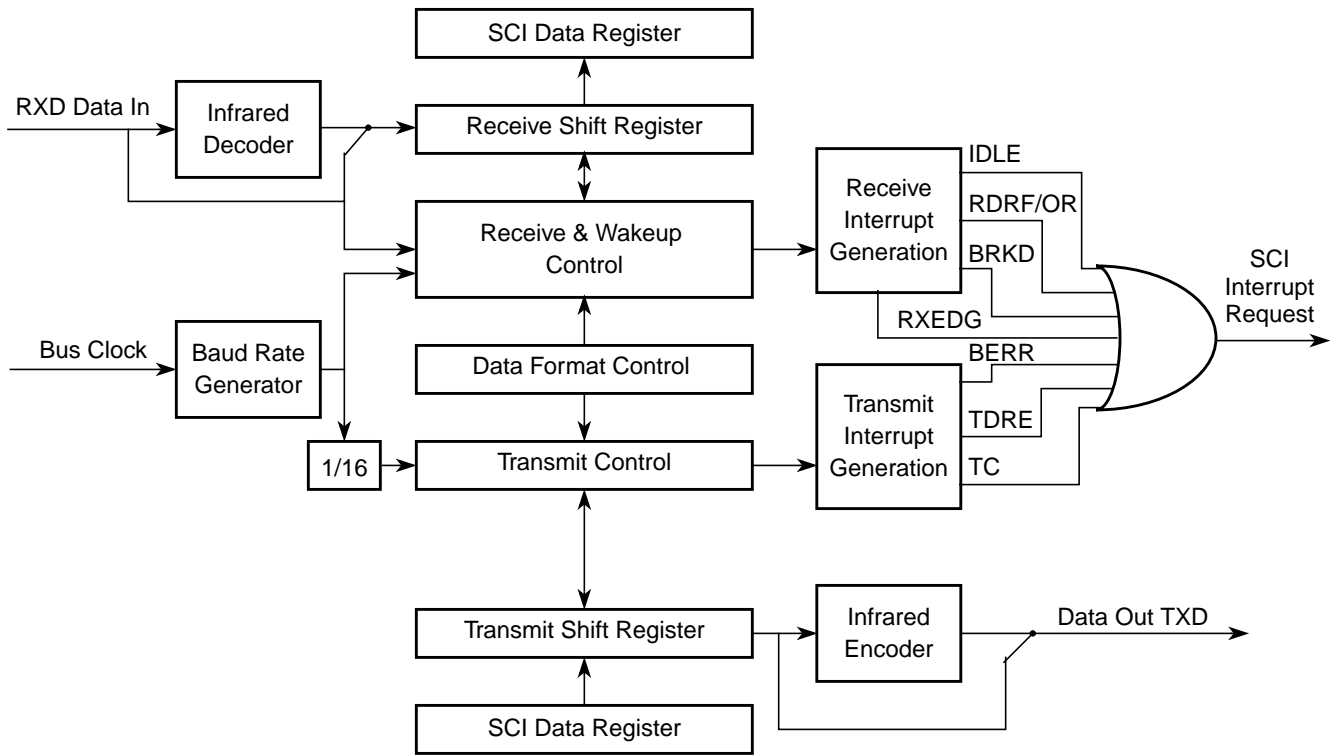 SCI Data Register
RXD Data In
Infrared
Decoder
Receive Shift Register
Receive & Wakeup
Control
Receive
Interrupt
Generation
IDLE
RDRF/OR
BRKD
RXEDG
SCI
Interrupt
Request
Bus Clock
Baud Rate
Generator
Data Format Control
BERR
Transmit
Interrupt
Generation
TDRE
TC
1/16
Transmit Control
Transmit Shift Register
Infrared
Encoder
Data Out TXD
SCI Data Register